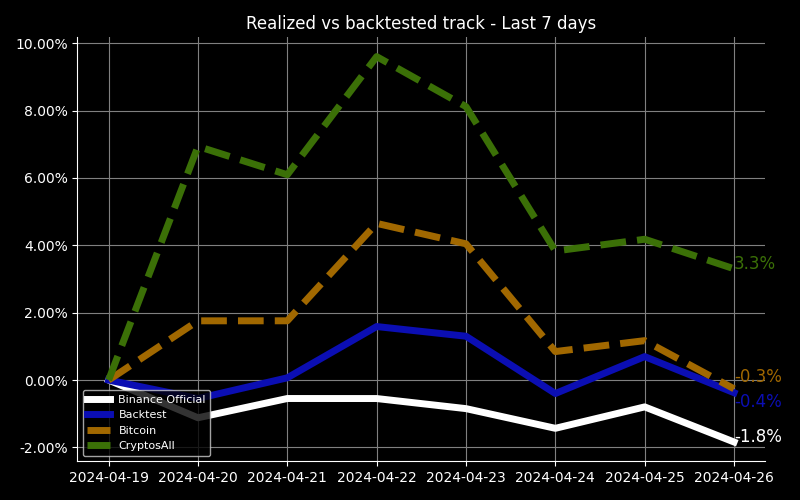 Realized vs backtested track - Last 7 days
10.00%
8.00%
6.00%
4.00%
2.00%
0.00%
-2.00%
3.3%
-0.3%
-0.4%
-1.8%
Binance Official
Backtest
Bitcoin
CryptosAll
2024-04-19 2024-04-20 2024-04-21 2024-04-22 2024-04-23 2024-04-24 2024-04-25 2024-04-26